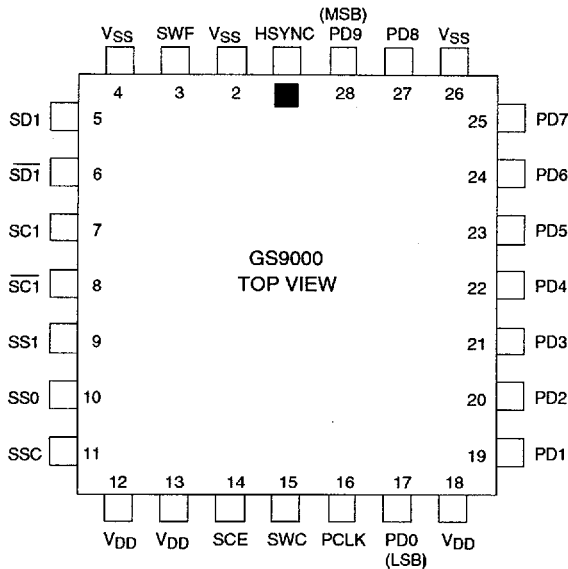 (MSB)
VSS SWF VSS HSYNC PD9 PD8 VSS
4 3 2 28 27 26
SD1 5 25 PD7
S̅D̅1̅ 6 24 PD6
SC1 7 23 PD5
GS9000
TOP VIEW
S̅C̅1̅ 8 22 PD4
SS1 9 21 PD3
SS0 10 20 PD2
SSC 11 19 PD1
12 13 14 15 16 17 18
VDD VDD SCE SWC PCLK PD0 VDD
(LSB)